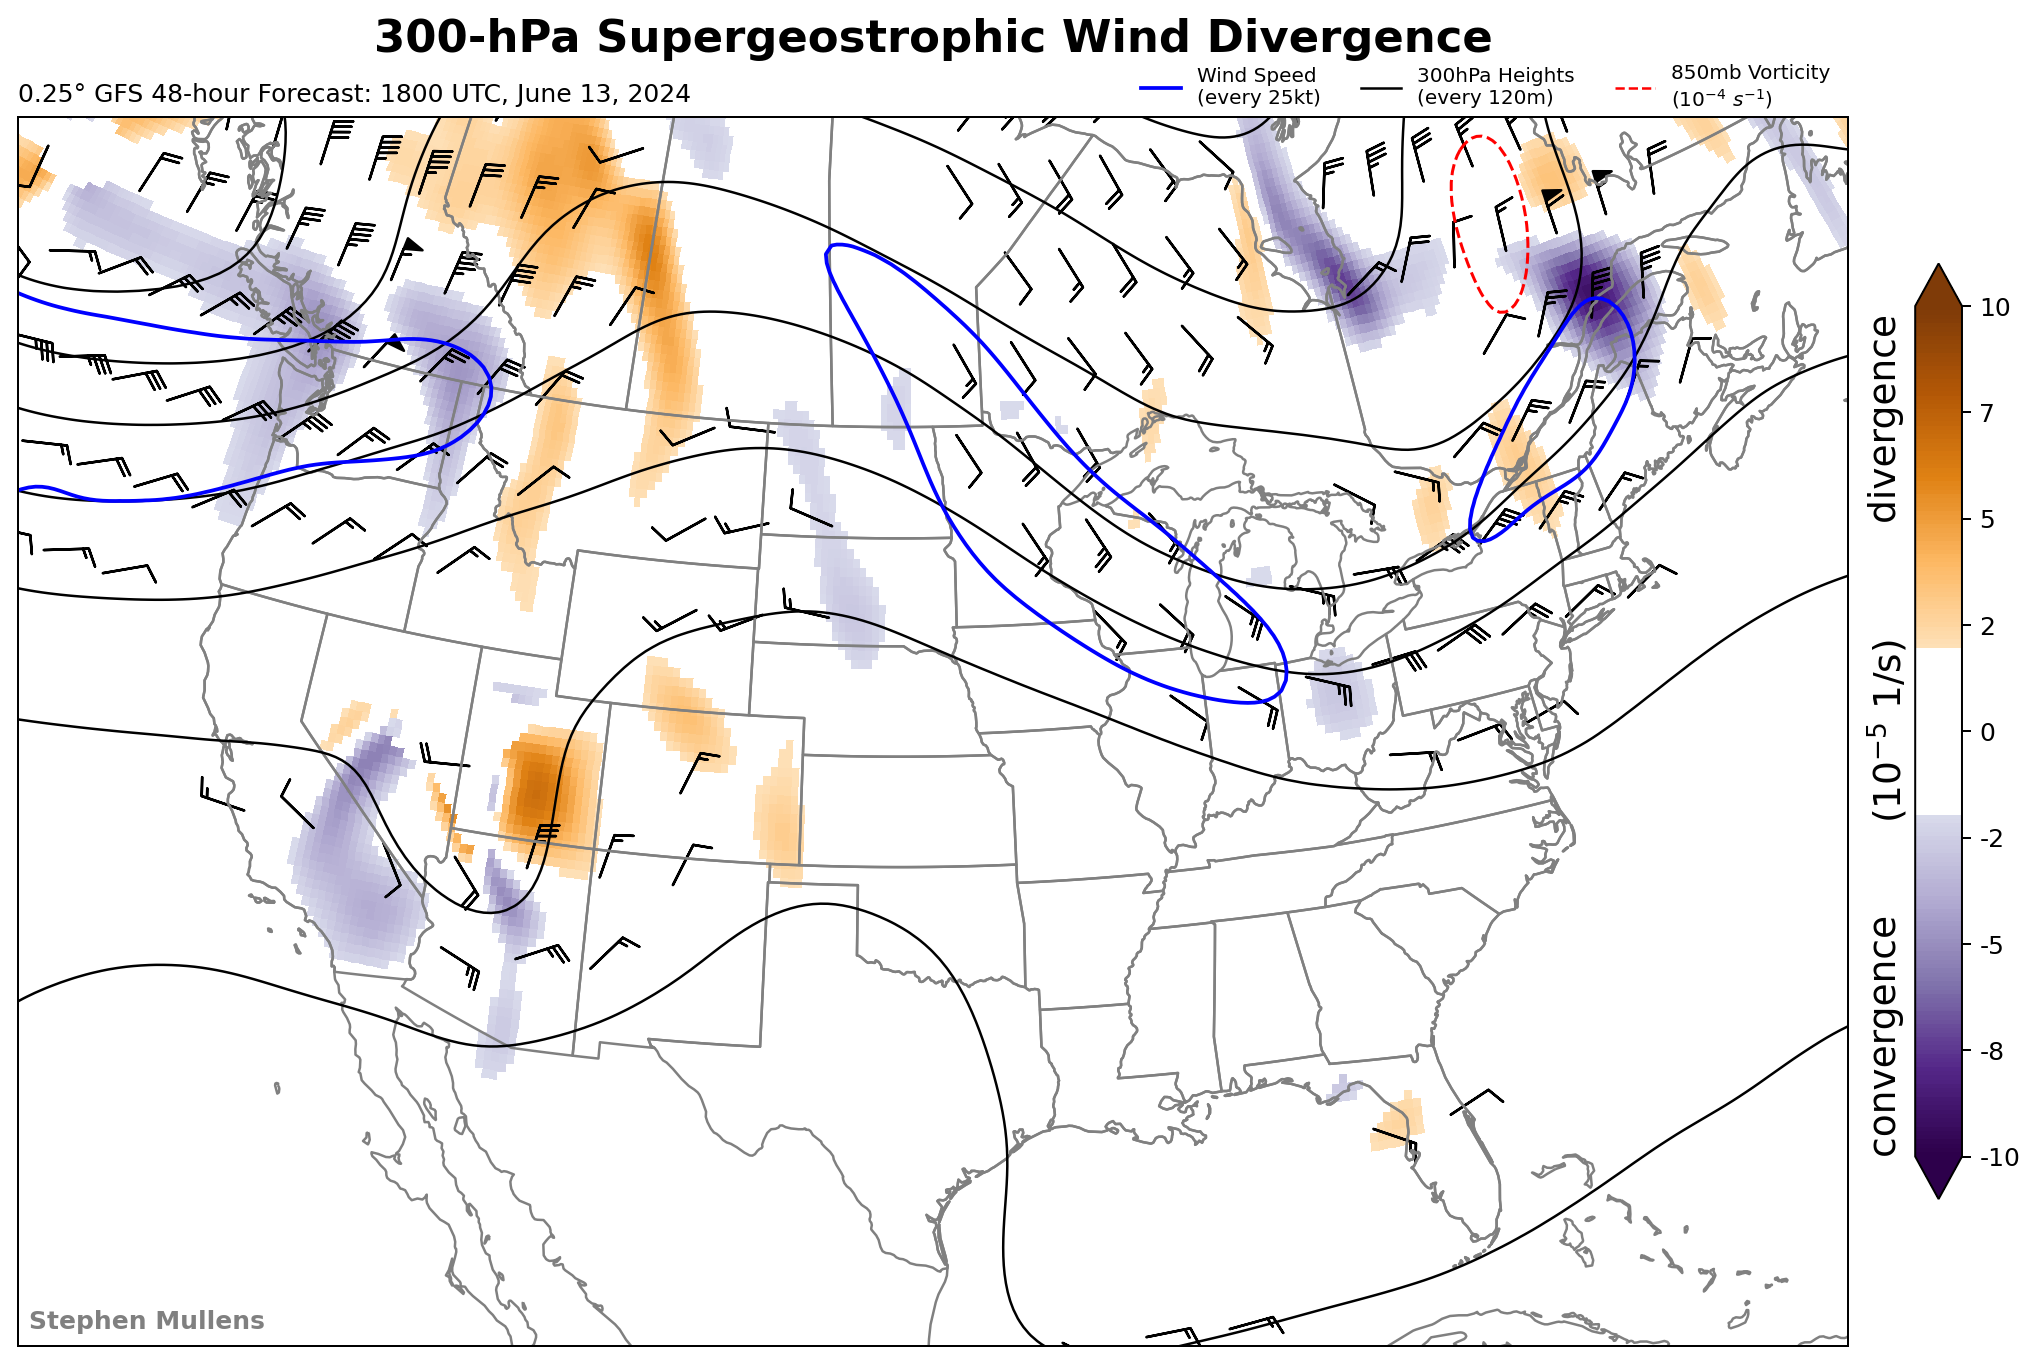 300-hPa Supergeostrophic Wind Divergence
0.25° GFS 48-hour Forecast: 1800 UTC, June 13, 2024
Wind Speed
(every 25kt)
300hPa Heights
(every 120m)
850mb Vorticity
(10⁻⁴ s⁻¹)
10
7
5
2
0
-2
-5
-8
-10
convergence (10⁻⁵ 1/s) divergence
Stephen Mullens